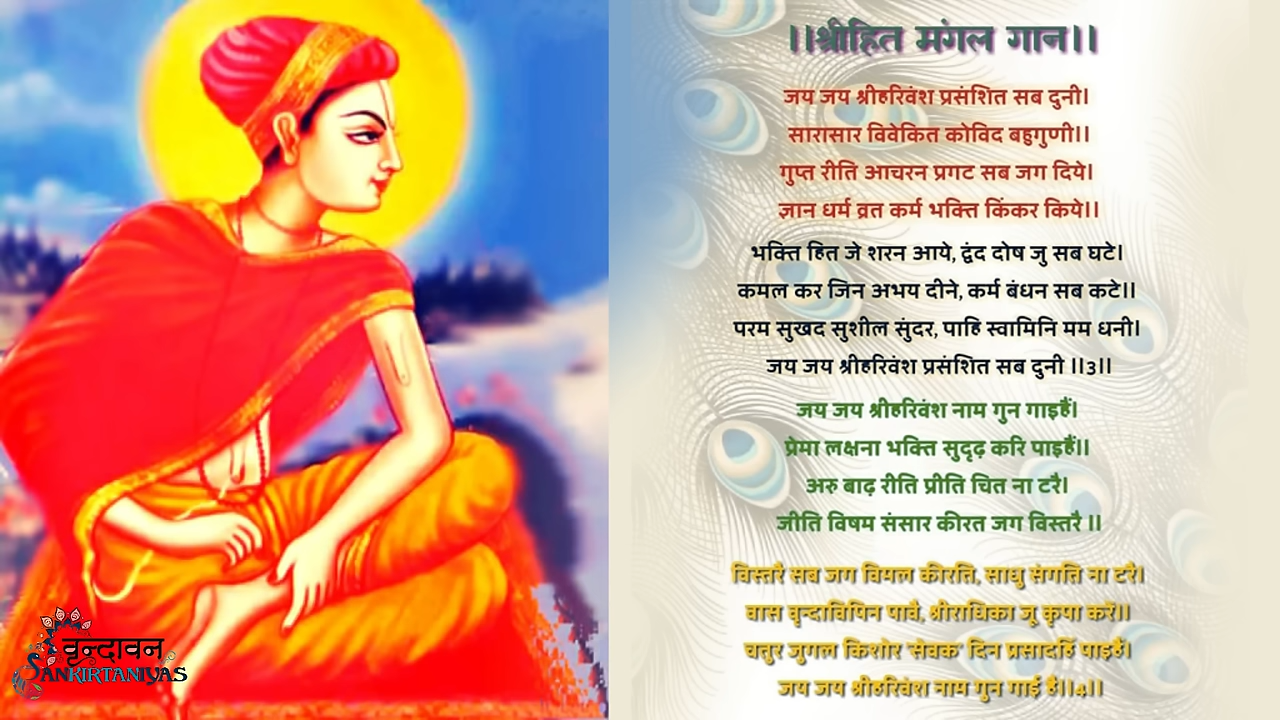 ।।श्रीहित मंगल गान।।
जय जय श्रीहरिवंश प्रसंशित सब दुनी।
सारासार विवेकित कोविद बहुगुणी।।
गुप्त रीति आचरन प्रगट सब जग दिये।
ज्ञान धर्म व्रत कर्म भक्ति किंकर किये।।
भक्ति हित जे शरन आये, द्वंद दोष जु सब घटे।
कमल कर जिन अभय दीने, कर्म बंधन सब कटे।।
परम सुखद सुशील सुंदर, पाहि स्वामिनि मम धनी।
जय जय श्रीहरिवंश प्रसंशित सब दुनी ।।3।।
जय जय श्रीहरिवंश नाम गुन गाइहैं।
प्रेमा लक्षना भक्ति सुदृढ़ करि पाइहैं।।
अरु बाढ़ रीति प्रीति चित ना टरै।
जीति विषम संसार कीरत जग विस्तरै ।।
विस्तरै सब जग विमल कीरति, साधु संगति ना टरै।
वास वृन्दाविपिन पावै, श्रीराधिका जू कृपा करें।।
चतुर जुगल किशोर 'सेवक' दिन प्रसादहिं पाइहैं।
जय जय श्रीहरिवंश नाम गुन गाई हैं।।4।।
वृन्दावन
SANKIRTANIYAS